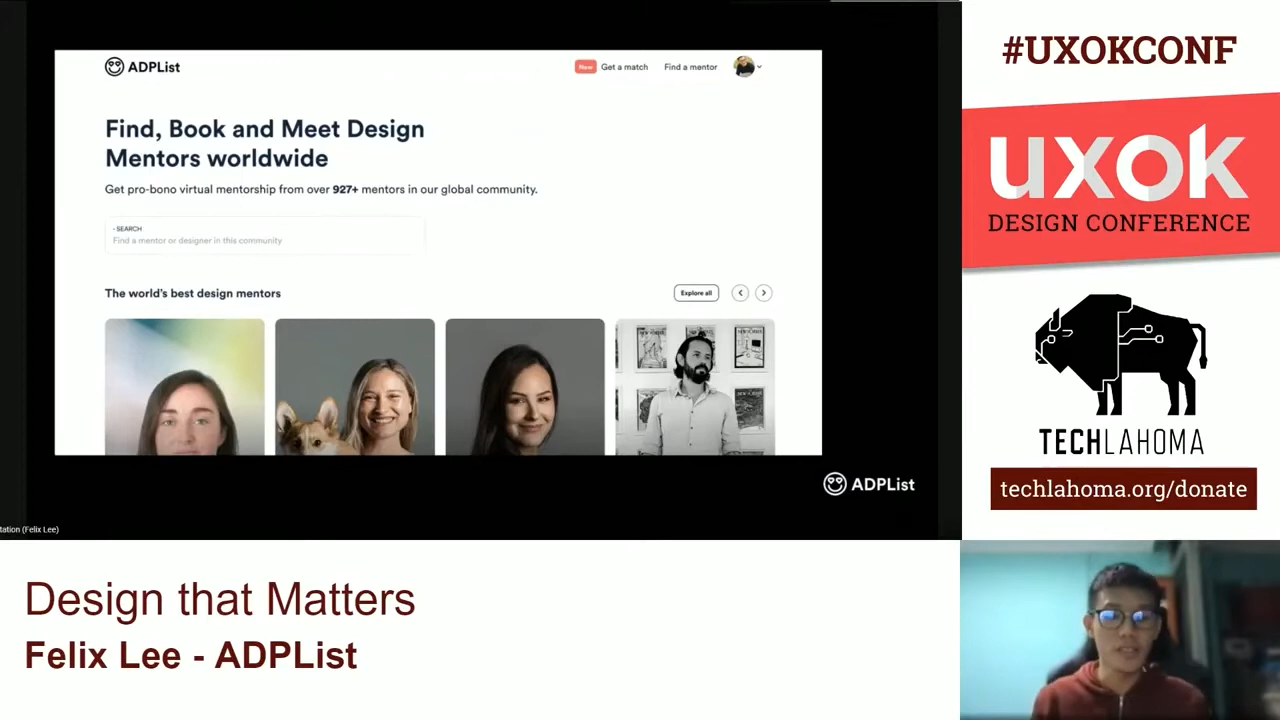 ADPList
New Get a match Find a mentor
Find, Book and Meet Design
Mentors worldwide
Get pro-bono virtual mentorship from over 927+ mentors in our global community.
- SEARCH
Find a mentor or designer in this community
The world's best design mentors
Explore all
ADPList
tation (Felix Lee)
#UXOKCONF
uxok
DESIGN CONFERENCE
TECHLAHOMA
techlahoma.org/donate
Design that Matters
Felix Lee - ADPList